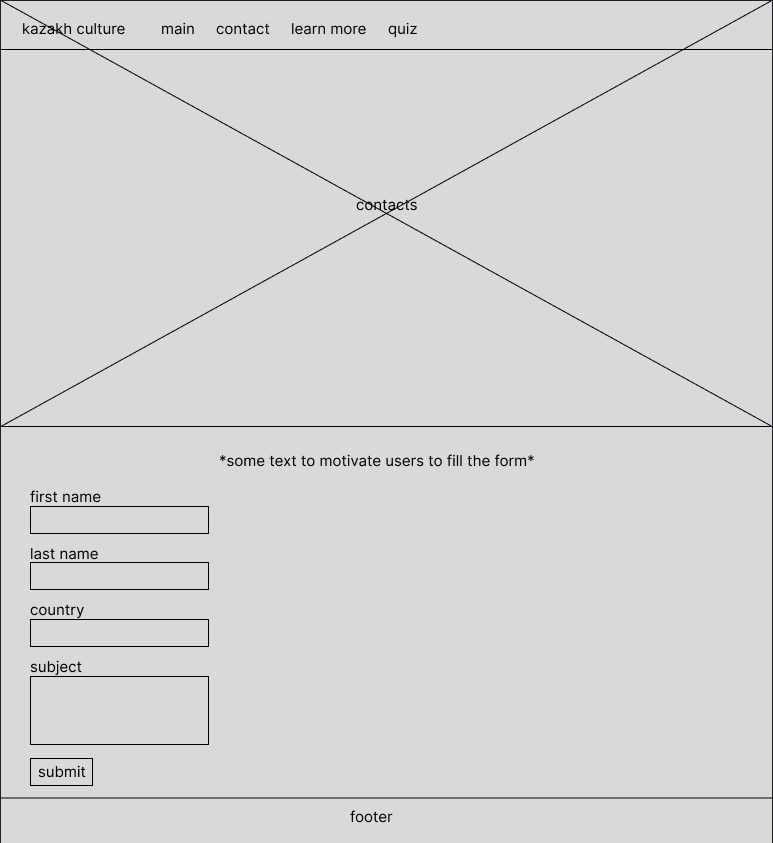 kazakh culture main contact learn more quiz
contacts
*some text to motivate users to fill the form*
first name
last name
country
subject
submit
footer